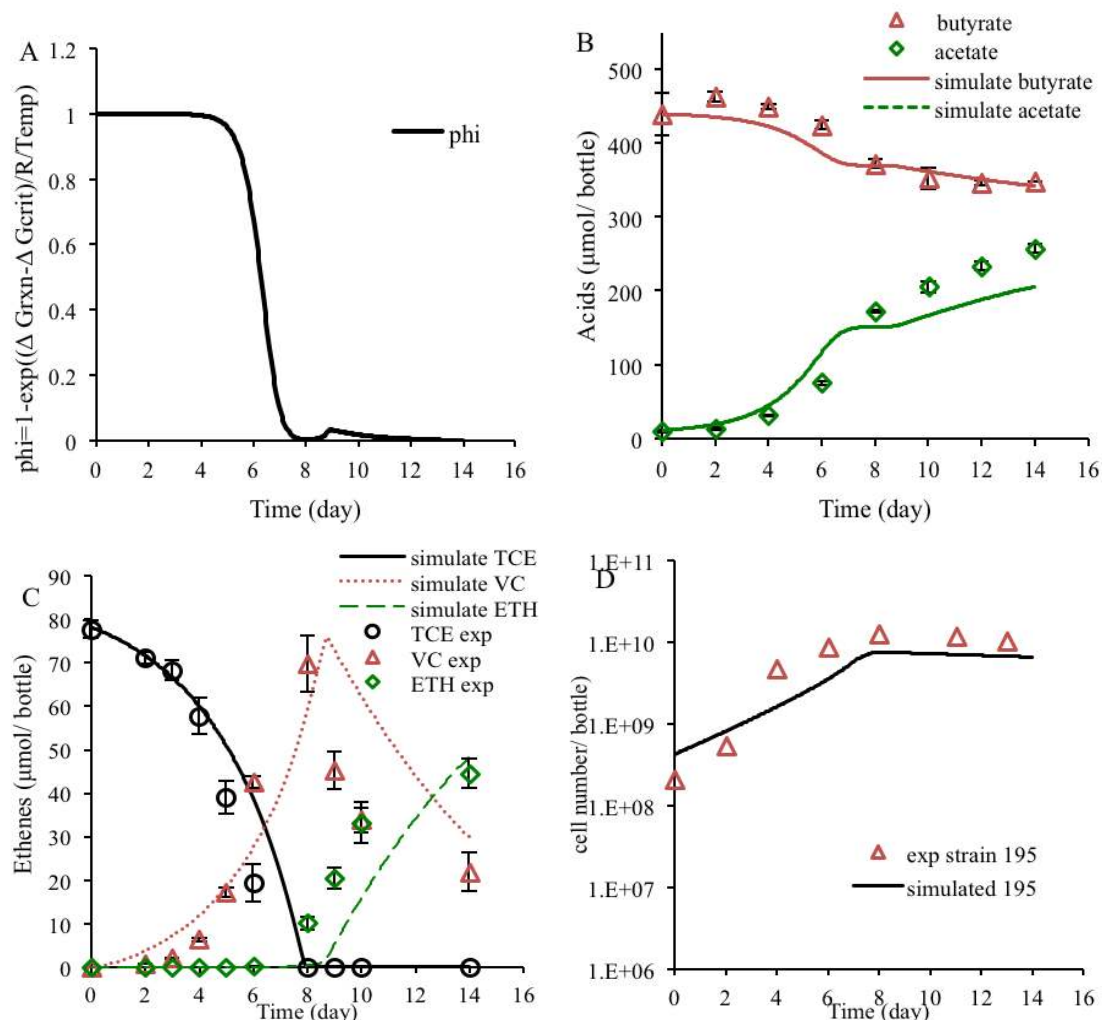 A
1.2
1
0.8
0.6
0.4
0.2
0
phi=1-exp((Δ Grxn-Δ Gcrit)/R/Temp)
phi
0 2 4 6 8 10 12 14 16
Time (day)
B
butyrate
acetate
simulate butyrate
simulate acetate
500
400
300
200
100
0
Acids (μmol/ bottle)
0 2 4 6 8 10 12 14 16
Time (day)
C
simulate TCE
simulate VC
simulate ETH
TCE exp
VC exp
ETH exp
90
80
70
60
50
40
30
20
10
0
Ethenes (μmol/ bottle)
0 2 4 6 8 10 12 14 16
Time (day)
D
1.E+11
1.E+10
1.E+09
1.E+08
1.E+07
1.E+06
cell number/ bottle)
exp strain 195
simulated 195
0 2 4 6 8 10 12 14 16
Time (day)